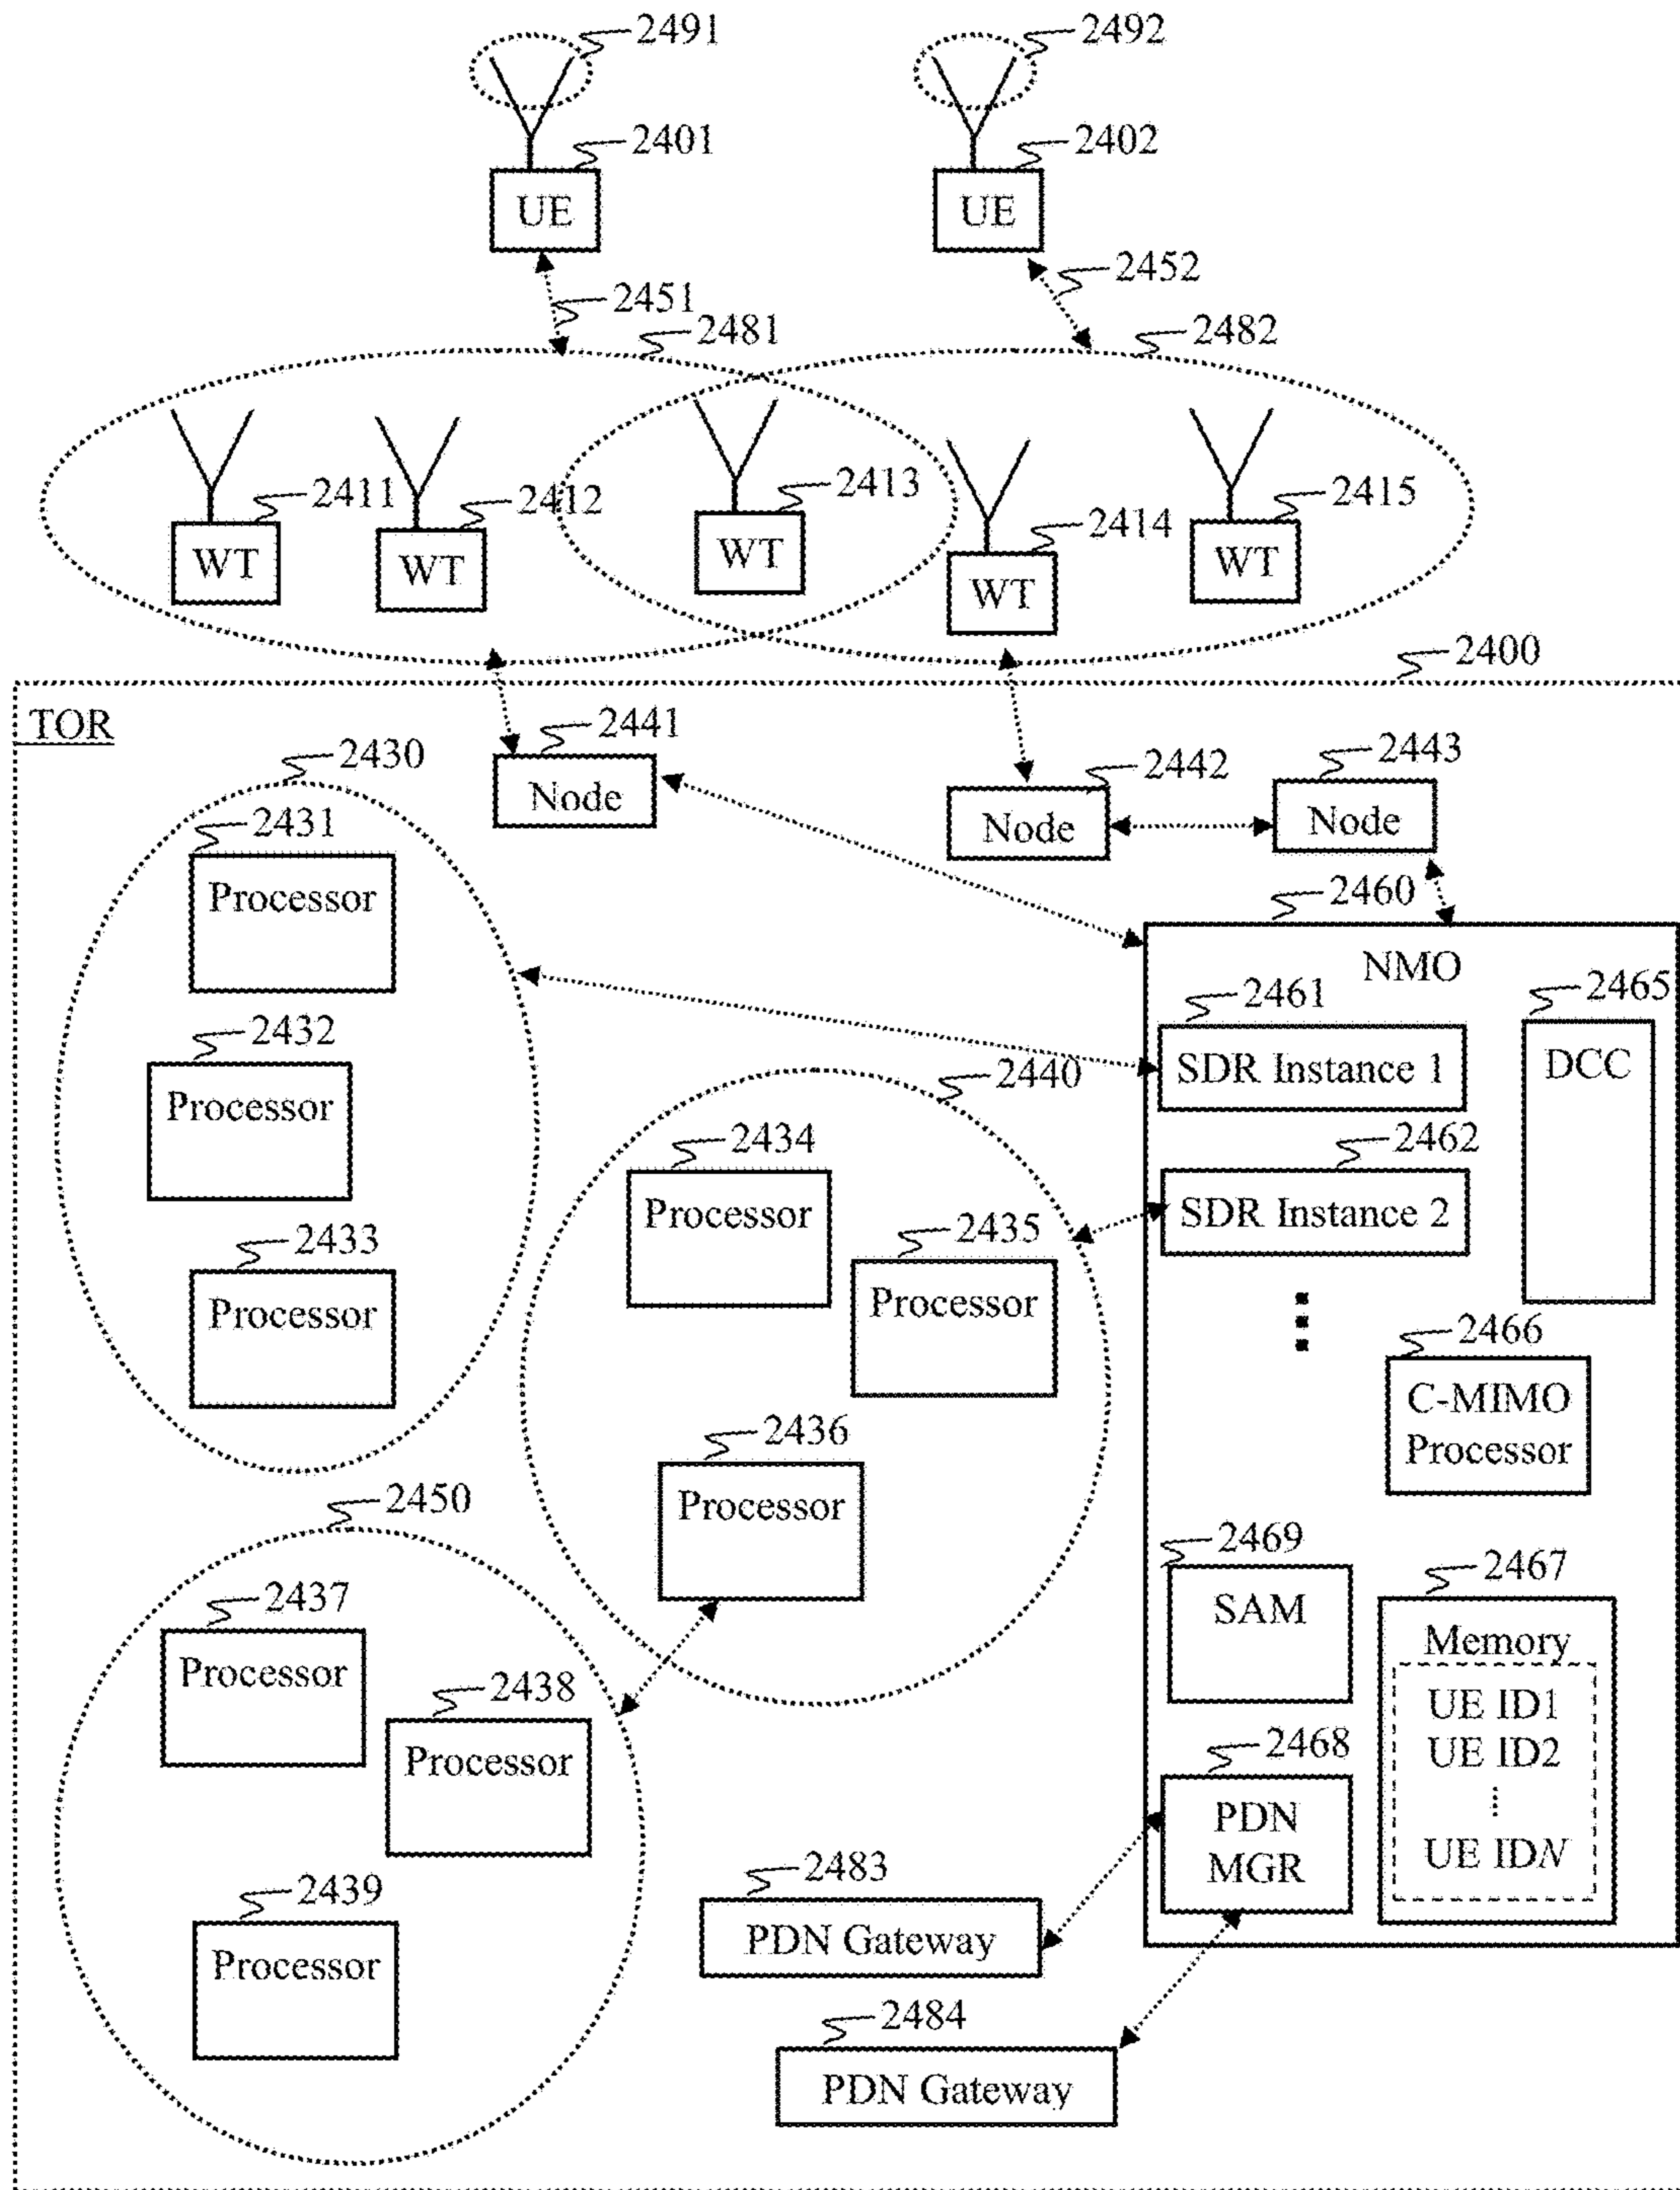 2491
2492
2401
2402
UE
UE
2451
2452
2481
2482
2411
2412
2413
2414
2415
WT
WT
WT
WT
WT
2400
TOR
2441
2442
2443
Node
Node
Node
2430
2431
Processor
2432
Processor
2433
Processor
2460
NMO
2461
SDR Instance 1
2465
DCC
2440
2462
SDR Instance 2
2434
Processor
2435
Processor
2436
Processor
2466
C-MIMO
Processor
2450
2437
Processor
2438
Processor
2439
Processor
2469
SAM
2467
Memory
UE ID1
UE ID2
UE IDN
2468
PDN
MGR
2483
PDN Gateway
2484
PDN Gateway